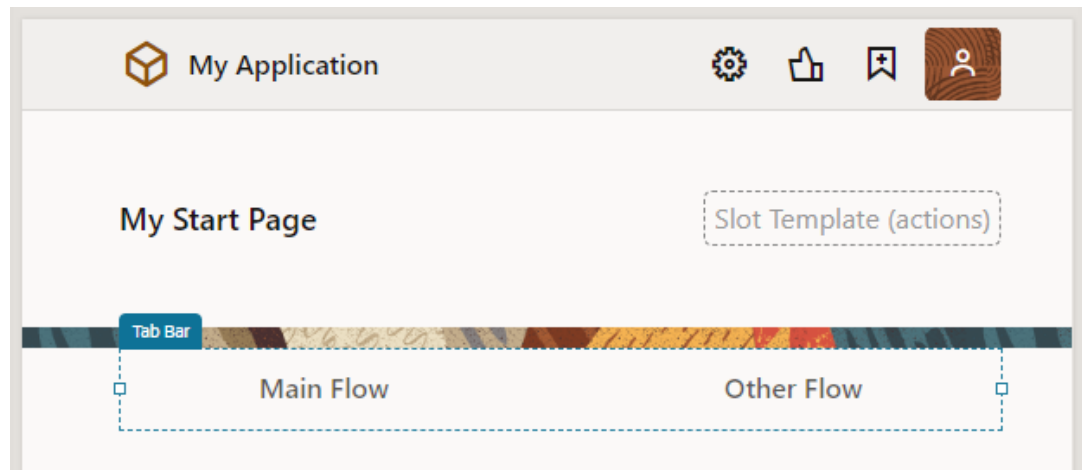 My Application
My Start Page
Slot Template (actions)
Tab Bar
Main Flow
Other Flow